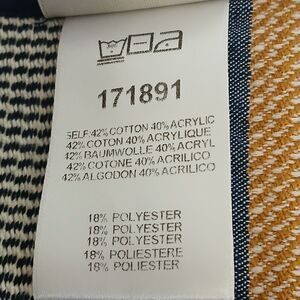 171891
SELF:42% COTTON 40% ACRYLIC
42% COTON 40% ACRYLIQUE
42% BAUMWOLLE 40% ACRYL
42% COTONE 40% ACRILICO
42% ALGODON 40% ACRILICO
18% POLYESTER
18% POLYESTER
18% POLYESTER
18% POLIESTERE
18% POLIESTER